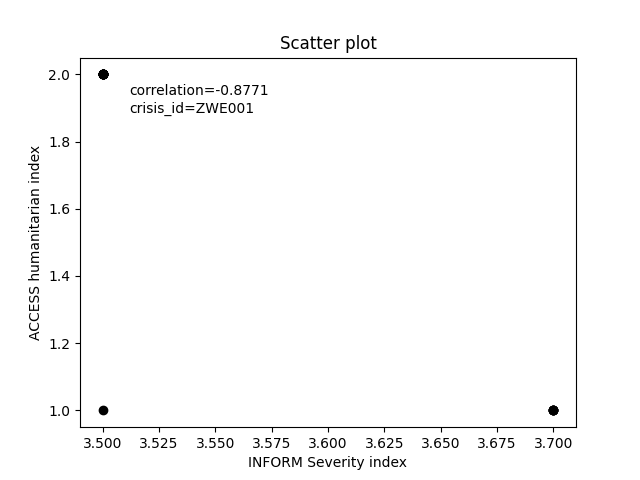 Scatter plot
2.0
correlation=-0.8771
crisis_id=ZWE001
1.8
1.6
ACCESS humanitarian index
1.4
1.2
1.0
3.500 3.525 3.550 3.575 3.600 3.625 3.650 3.675 3.700
INFORM Severity index